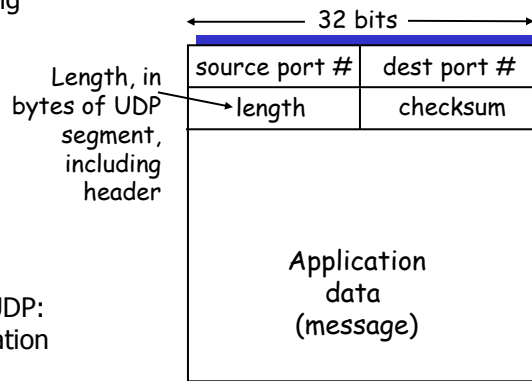 32 bits
source port #
dest port #
length
checksum
Length, in
bytes of UDP
segment,
including
header
Application
data
(message)